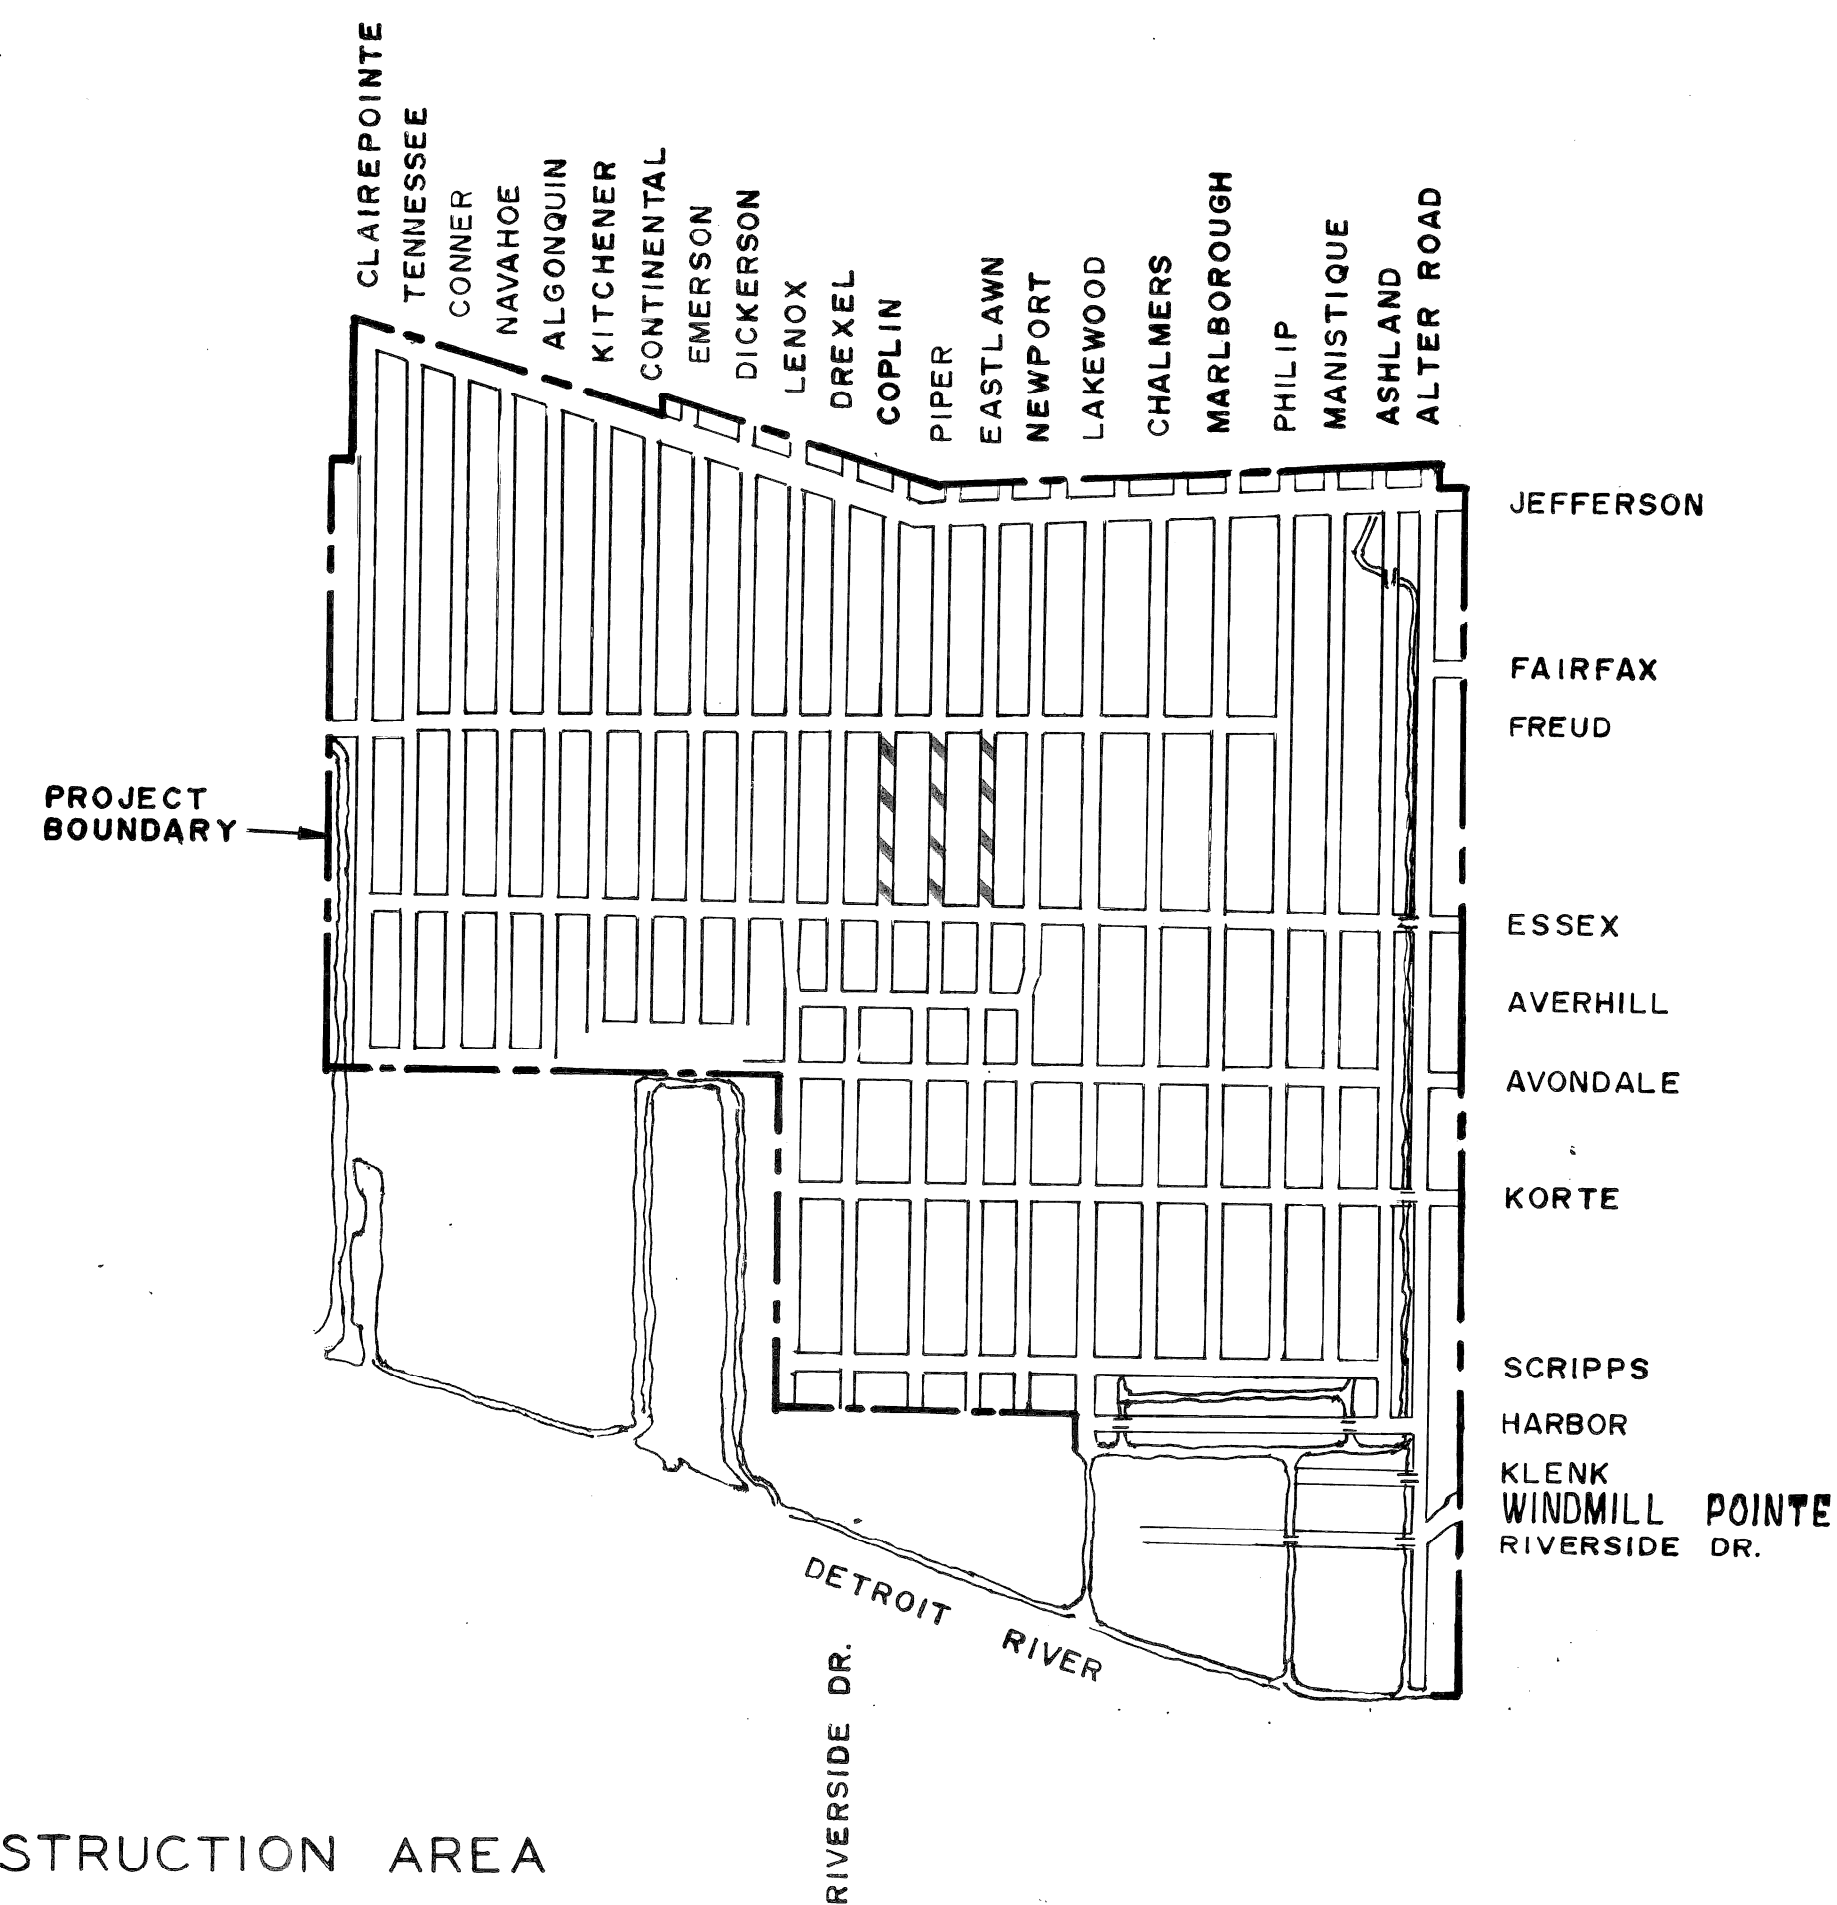 CLAIREPOINTE
TENNESSEE
CONNER
NAVAHOE
ALGONQUIN
KITCHENER
CONTINENTAL
EMERSON
DICKERSON
LENOX
DREXEL
COPLIN
PIPER
EASTLAWN
NEWPORT
LAKEWOOD
CHALMERS
MARLBOROUGH
PHILIP
MANISTIQUE
ASHLAND
ALTER ROAD
JEFFERSON
FAIRFAX
FREUD
PROJECT
BOUNDARY
ESSEX
AVERHILL
AVONDALE
KORTE
SCRIPPS
HARBOR
KLENK
WINDMILL POINTE
RIVERSIDE DR.
DETROIT RIVER
RIVERSIDE DR.
STRUCTION AREA